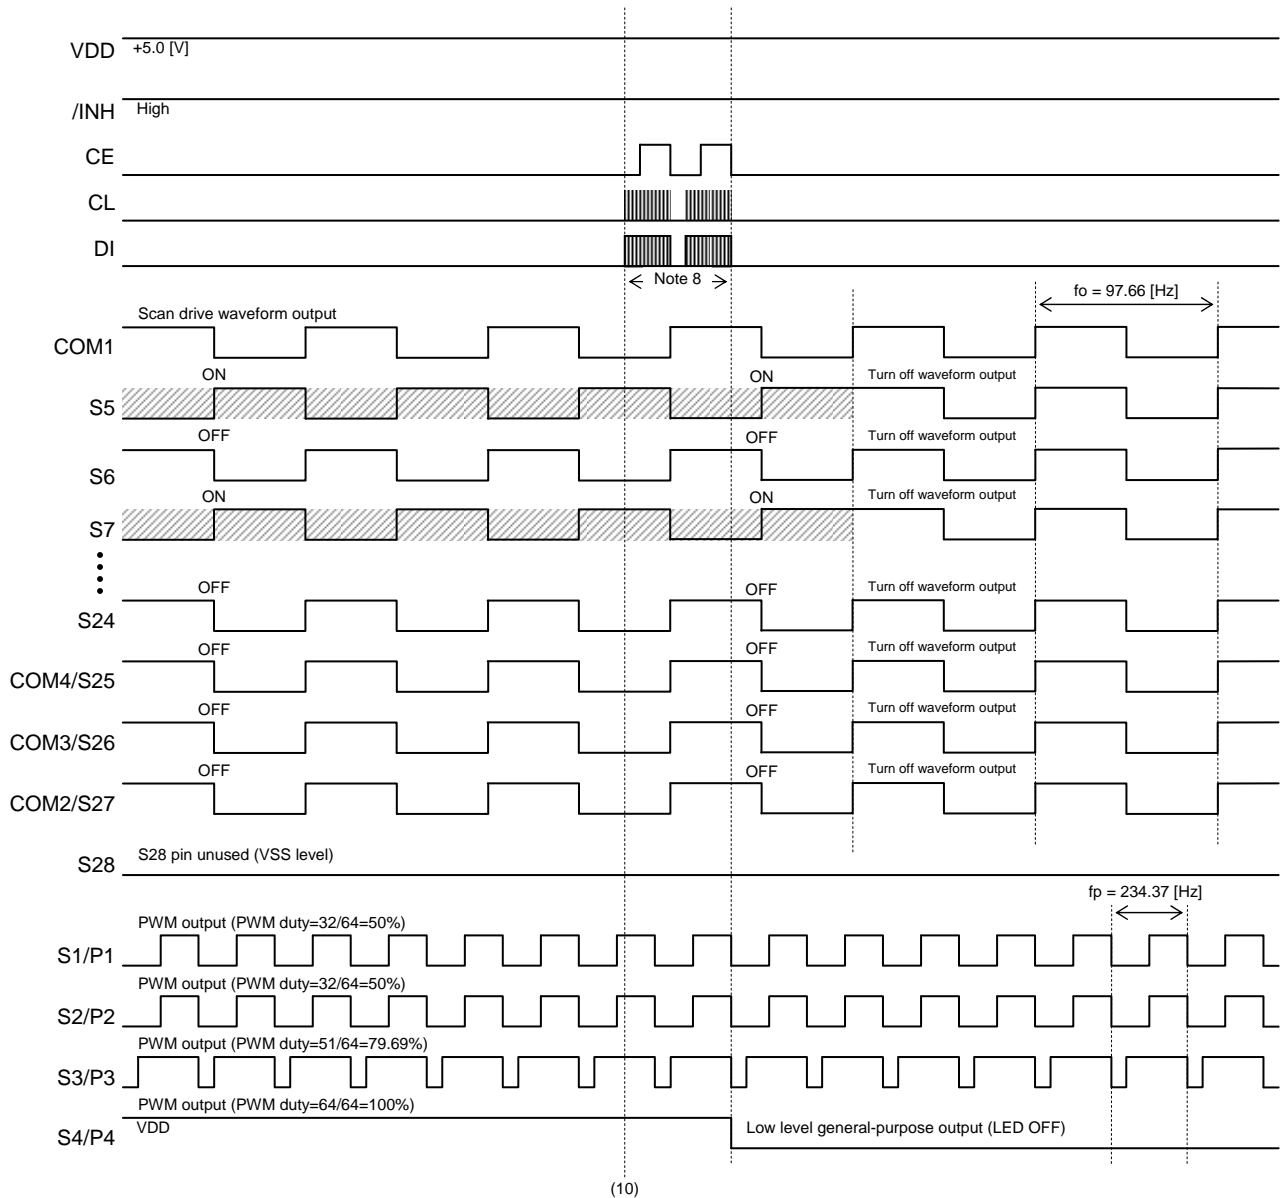 VDD +5.0 [V]
/INH High
CE
CL
DI
Note 8
fo = 97.66 [Hz]
Scan drive waveform output
COM1
ON ON Turn off waveform output
S5
OFF OFF Turn off waveform output
S6
ON ON Turn off waveform output
S7
OFF OFF Turn off waveform output
S24
OFF OFF Turn off waveform output
COM4/S25
OFF OFF Turn off waveform output
COM3/S26
OFF OFF Turn off waveform output
COM2/S27
S28 S28 pin unused (VSS level)
fp = 234.37 [Hz]
PWM output (PWM duty=32/64=50%)
S1/P1
PWM output (PWM duty=32/64=50%)
S2/P2
PWM output (PWM duty=51/64=79.69%)
S3/P3
PWM output (PWM duty=64/64=100%)
VDD Low level general-purpose output (LED OFF)
S4/P4
(10)